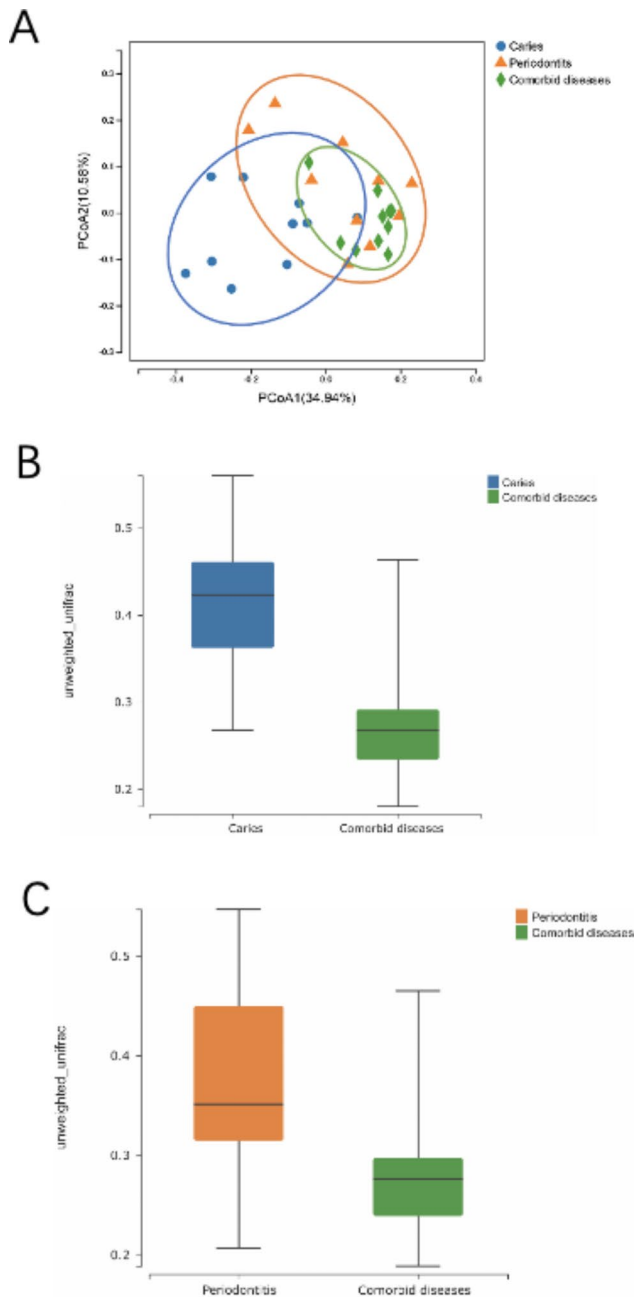 A
Caries
Periodontits
Comorbid diseases
0.3
0.2
0.1
0.0
-0.1
-0.2
-0.3
PCoA2(10.58%)
-0.4
-0.2
0.0
0.2
0.4
PCoA1(34.94%)
B
Caries
Comorbid diseases
0.5
0.4
0.3
0.2
unweighted_unifrac
Caries
Comorbid diseases
C
Periodontitis
Comorbid diseases
0.5
0.4
0.3
0.2
unweighted_unifrac
Periodontitis
Comorbid diseases